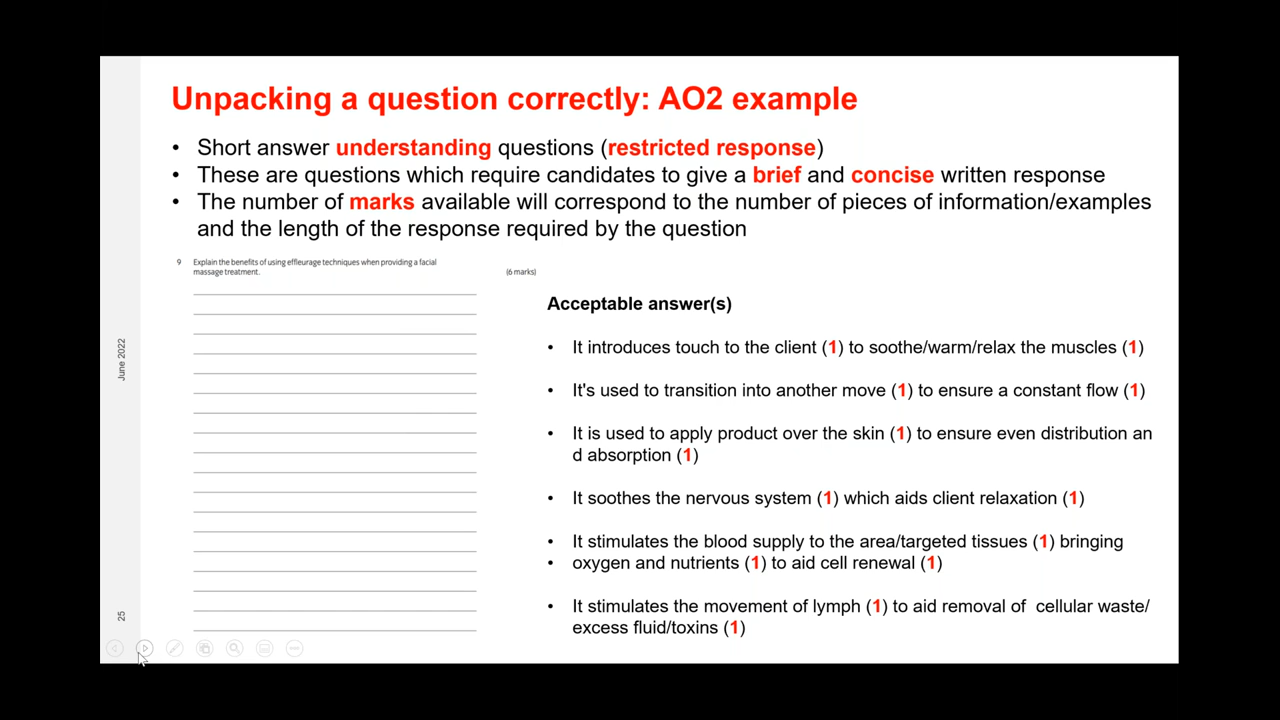 Unpacking a question correctly: AO2 example
• Short answer understanding questions (restricted response)
• These are questions which require candidates to give a brief and concise written response
• The number of marks available will correspond to the number of pieces of information/examples
and the length of the response required by the question
9 Explain the benefits of using effleurage techniques when providing a facial
massage treatment. (6 marks)
Acceptable answer(s)
• It introduces touch to the client (1) to soothe/warm/relax the muscles (1)
• It's used to transition into another move (1) to ensure a constant flow (1)
• It is used to apply product over the skin (1) to ensure even distribution an
d absorption (1)
• It soothes the nervous system (1) which aids client relaxation (1)
• It stimulates the blood supply to the area/targeted tissues (1) bringing
• oxygen and nutrients (1) to aid cell renewal (1)
• It stimulates the movement of lymph (1) to aid removal of cellular waste/
excess fluid/toxins (1)
June 2022
25